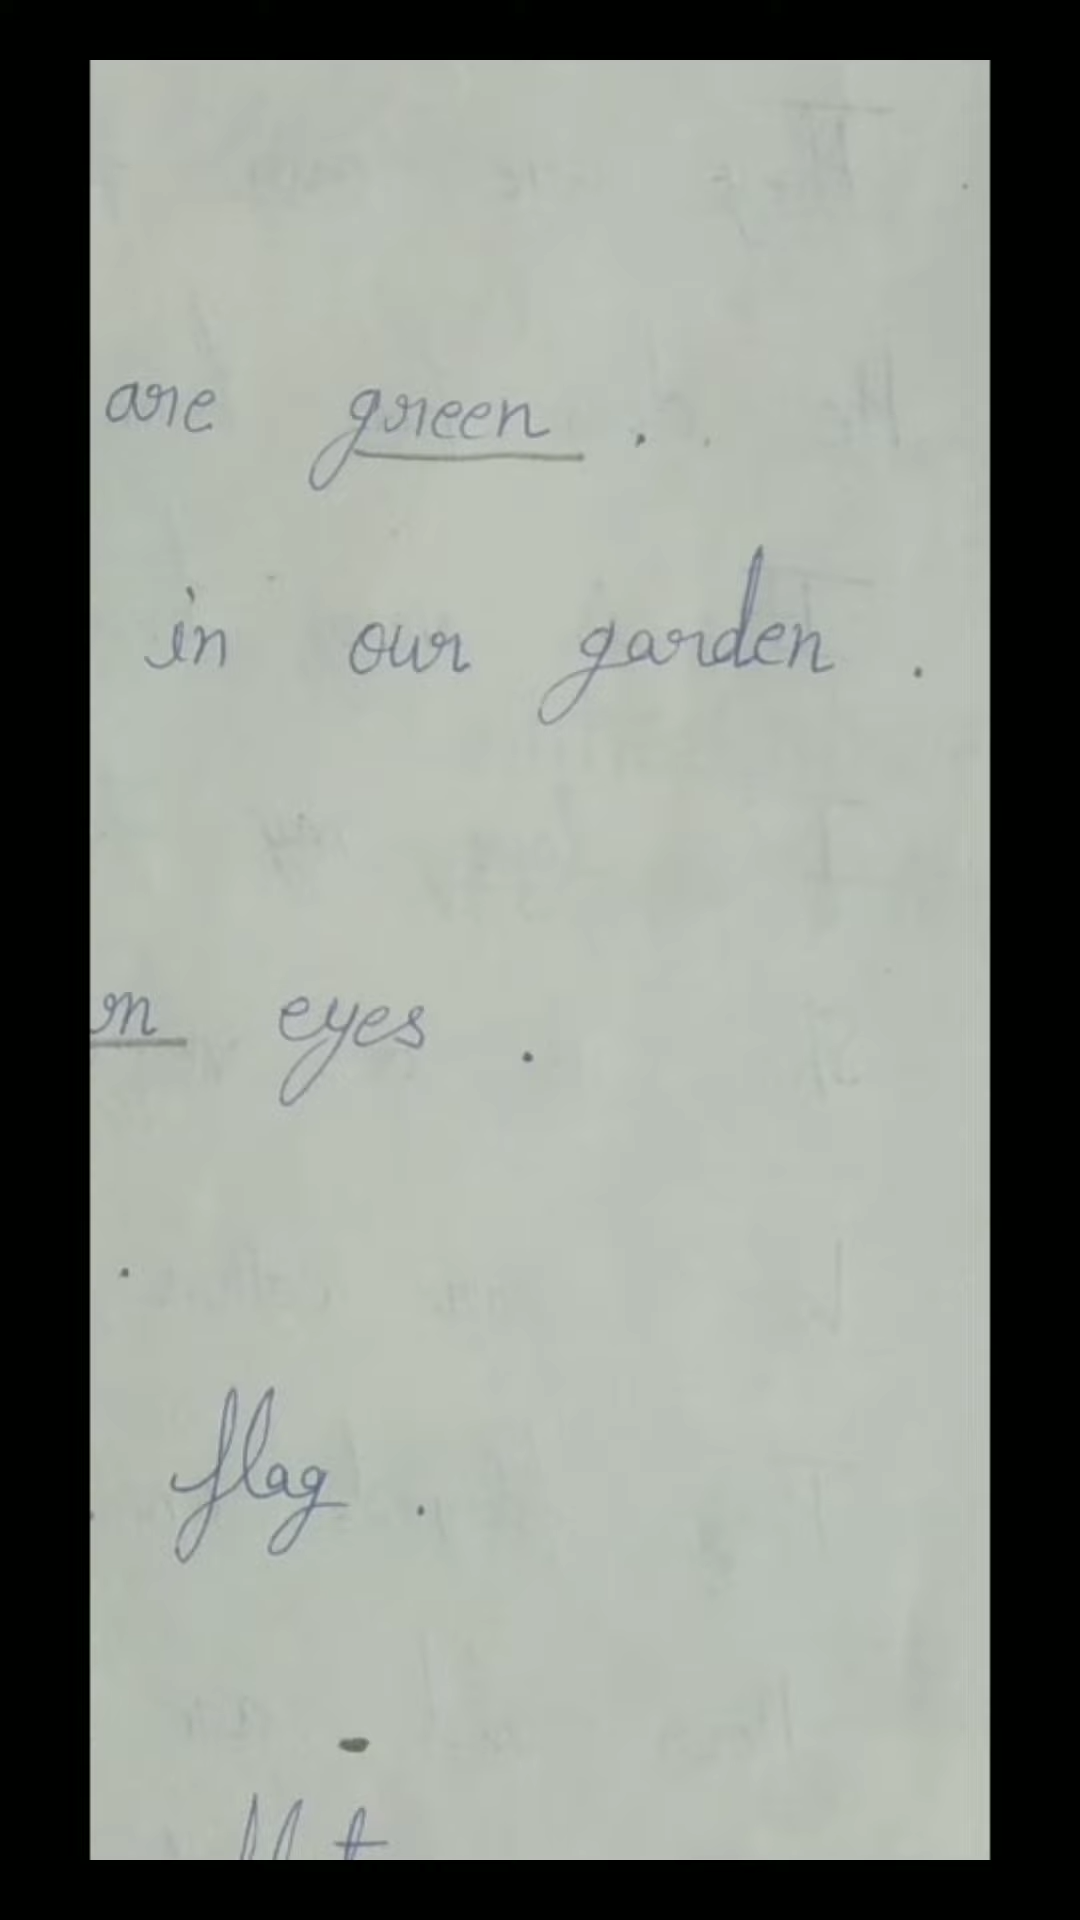 are green .
in our garden .
eyes .
.
flag .